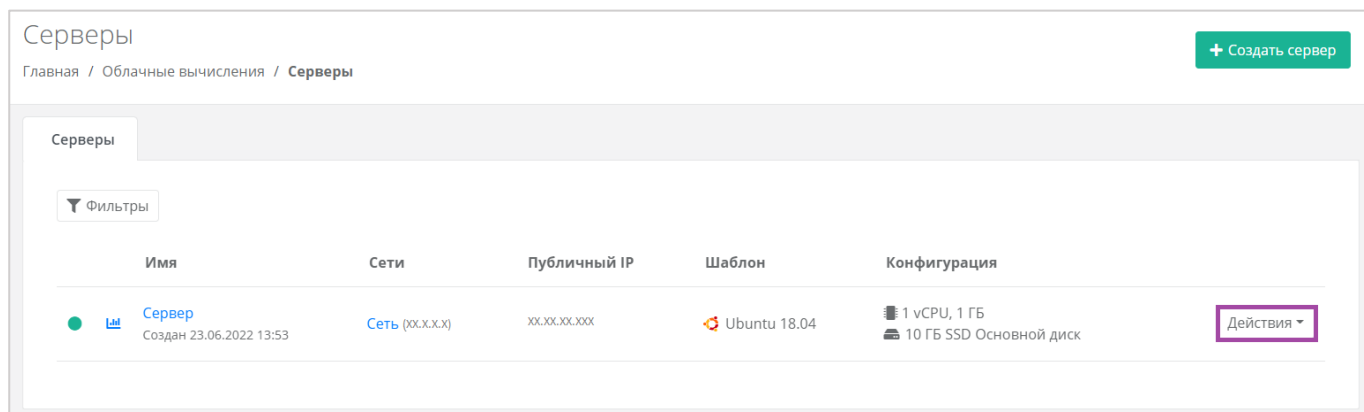 Серверы
+ Создать сервер
Главная / Облачные вычисления / Серверы
Серверы
Фильтры
Имя Сети Публичный IP Шаблон Конфигурация
Сервер Сеть (xx.x.x.x) xx.xx.xx.xxx Ubuntu 18.04 1 vCPU, 1 ГБ Действия
Создан 23.06.2022 13:53 10 ГБ SSD Основной диск